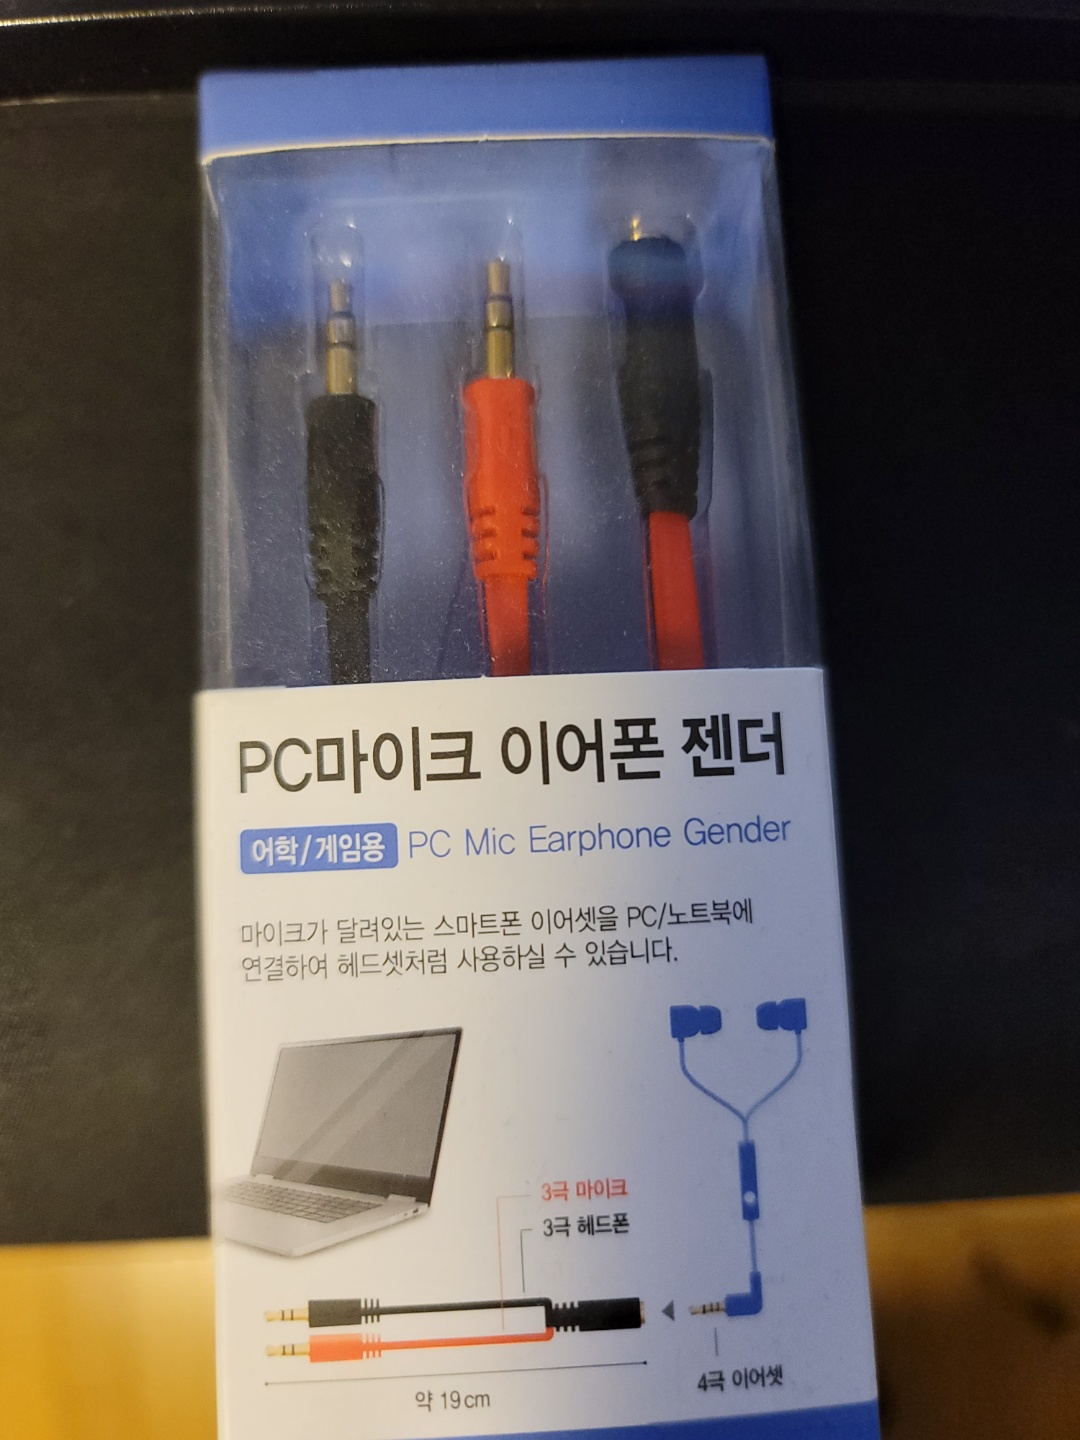 PC마이크 이어폰 젠더
어학/게임용 PC Mic Earphone Gender
마이크가 달려있는 스마트폰 이어셋을 PC/노트북에
연결하여 헤드셋처럼 사용하실 수 있습니다.
3극 마이크
3극 헤드폰
4극 이어셋
약 19cm